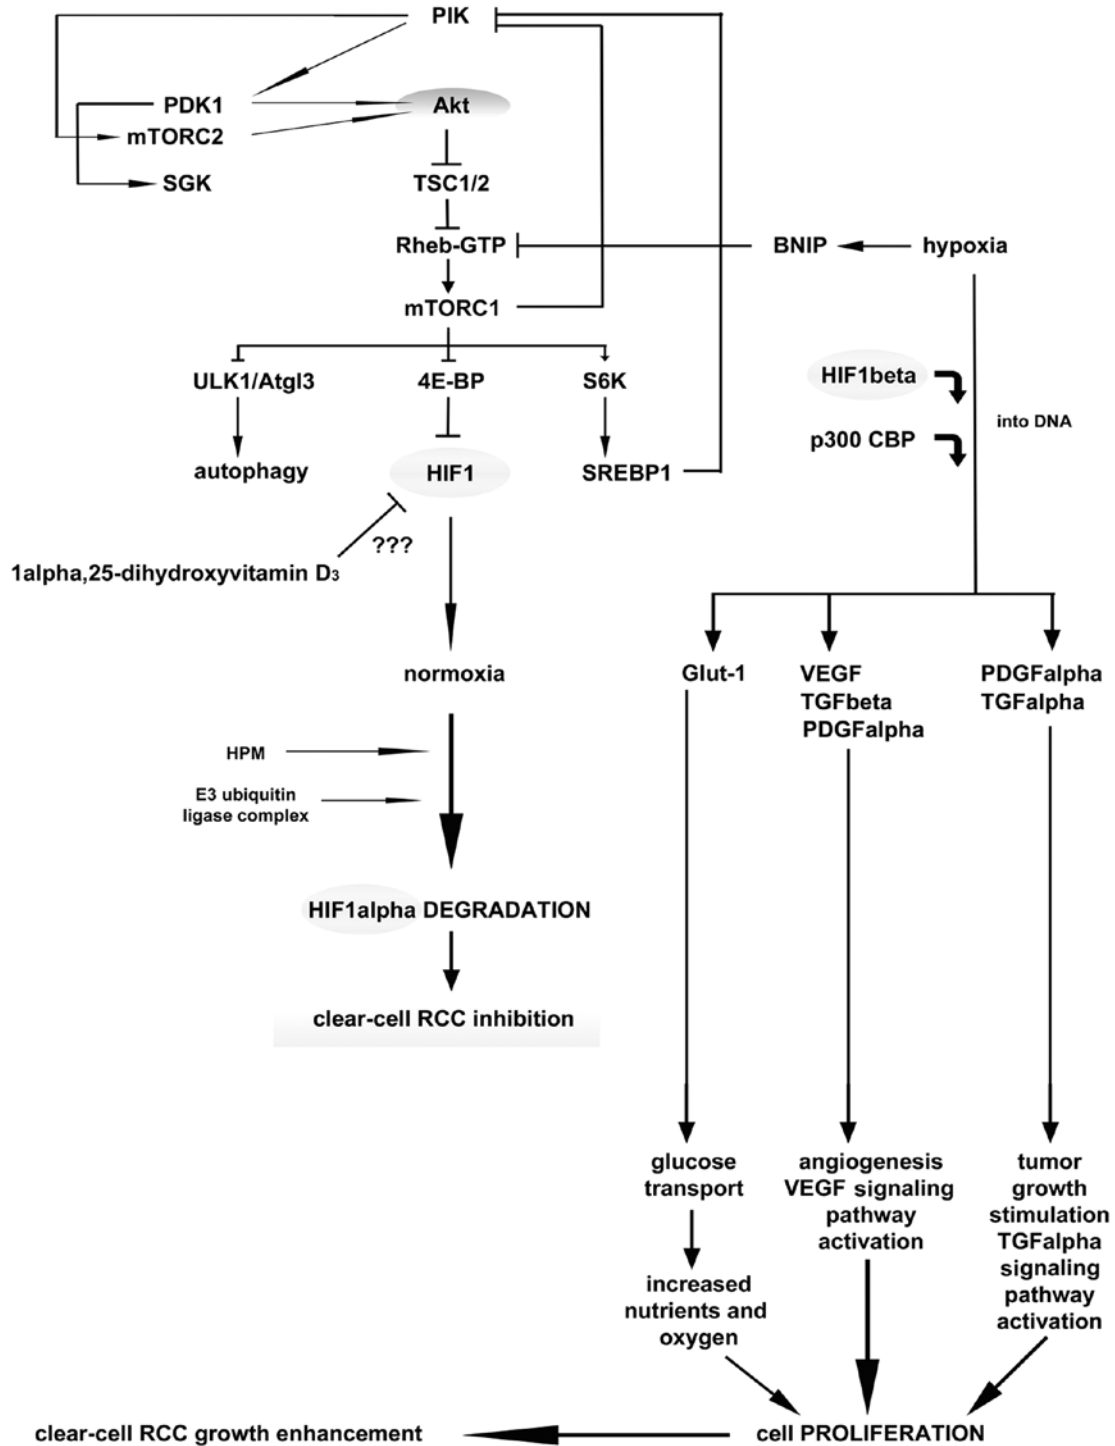 PIK
PDK1
Akt
mTORC2
SGK
TSC1/2
Rheb-GTP
BNIP
hypoxia
mTORC1
ULK1/Atgl3
4E-BP
S6K
HIF1beta
into DNA
p300 CBP
autophagy
HIF1
SREBP1
???
1alpha,25-dihydroxyvitamin D3
normoxia
Glut-1
VEGF
TGFbeta
PDGFalpha
PDGFalpha
TGFalpha
HPM
E3 ubiquitin
ligase complex
HIF1alpha DEGRADATION
clear-cell RCC inhibition
glucose
transport
angiogenesis
VEGF signaling
pathway
activation
tumor
growth
stimulation
TGFalpha
signaling
pathway
activation
increased
nutrients and
oxygen
clear-cell RCC growth enhancement
cell PROLIFERATION